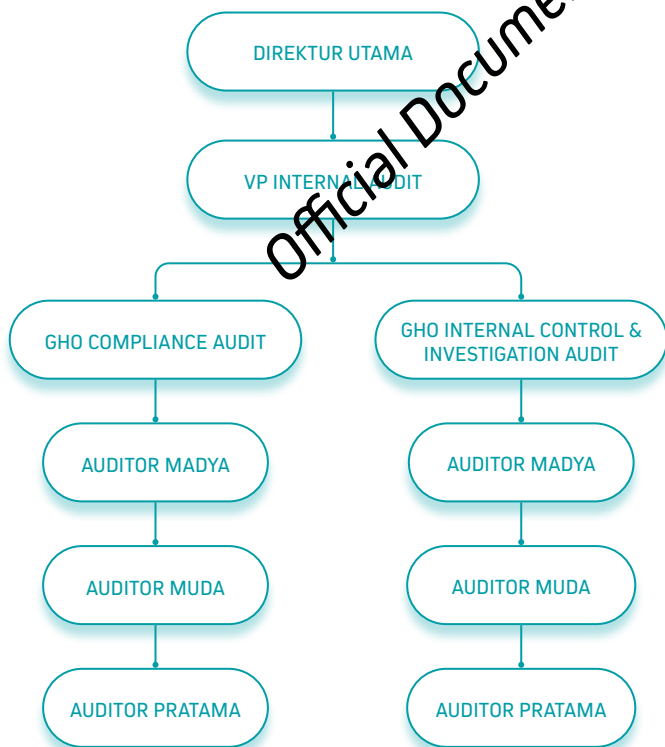 DIREKTUR UTAMA
VP INTERNAL AUDIT
Official Document
GHO COMPLIANCE AUDIT
GHO INTERNAL CONTROL &
INVESTIGATION AUDIT
AUDITOR MADYA
AUDITOR MADYA
AUDITOR MUDA
AUDITOR MUDA
AUDITOR PRATAMA
AUDITOR PRATAMA